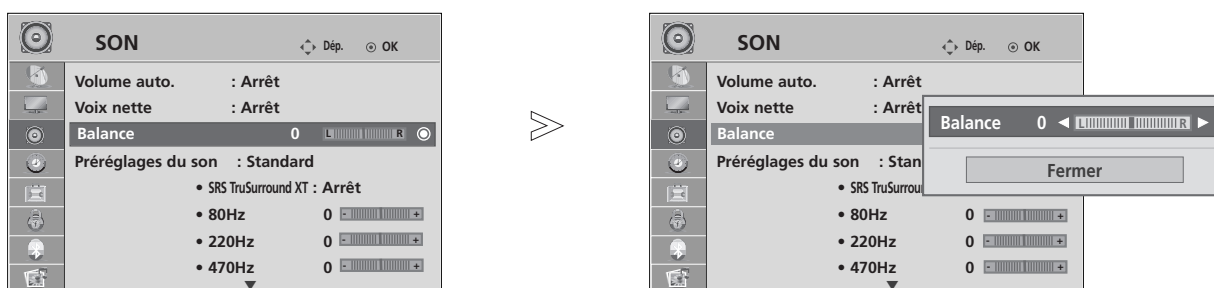 SON Dép. OK
Volume auto. : Arrêt
Voix nette : Arrêt
Balance 0 L R
Préréglages du son : Standard
• SRS TruSurround XT : Arrêt
• 80Hz 0 - +
• 220Hz 0 - +
• 470Hz 0 - +
SON Dép. OK
Volume auto. : Arrêt
Voix nette : Arrêt
Balance
Préréglages du son : Stan
• SRS TruSurrou
• 80Hz 0 - +
• 220Hz 0 - +
• 470Hz 0 - +
Balance 0 L R
Fermer